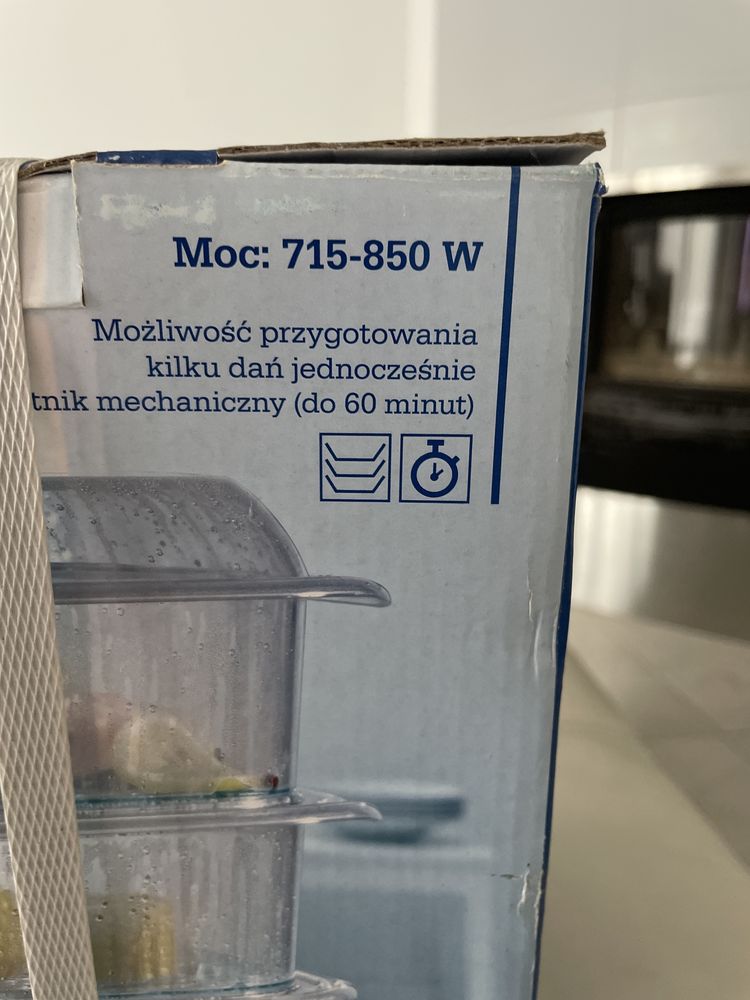 Moc: 715-850 W
Możliwość przygotowania
kilku dań jednocześnie
tnik mechaniczny (do 60 minut)